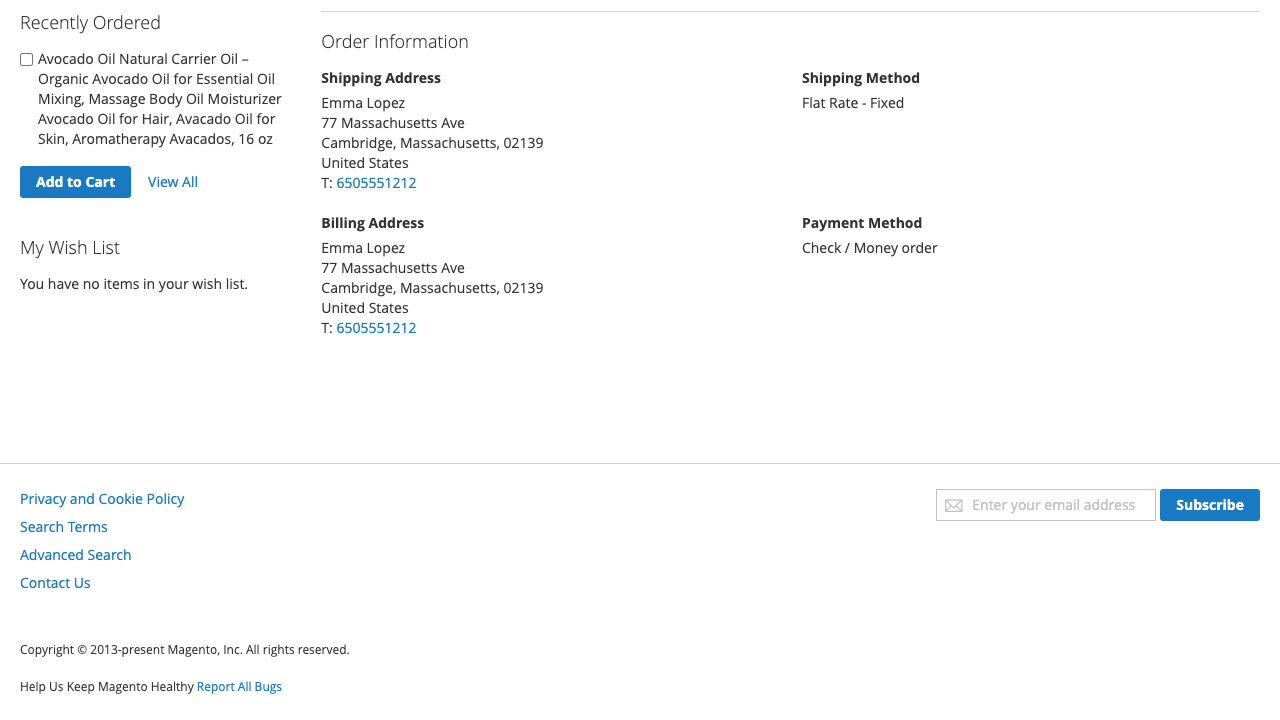 Recently Ordered
Avocado Oil Natural Carrier Oil –
Organic Avocado Oil for Essential Oil
Mixing, Massage Body Oil Moisturizer
Avocado Oil for Hair, Avacado Oil for
Skin, Aromatherapy Avacados, 16 oz
Add to Cart
View All
My Wish List
You have no items in your wish list.
Order Information
Shipping Address
Emma Lopez
77 Massachusetts Ave
Cambridge, Massachusetts, 02139
United States
T: 6505551212
Shipping Method
Flat Rate - Fixed
Billing Address
Emma Lopez
77 Massachusetts Ave
Cambridge, Massachusetts, 02139
United States
T: 6505551212
Payment Method
Check / Money order
Privacy and Cookie Policy
Search Terms
Advanced Search
Contact Us
Enter your email address
Subscribe
Copyright © 2013-present Magento, Inc. All rights reserved.
Help Us Keep Magento Healthy Report All Bugs